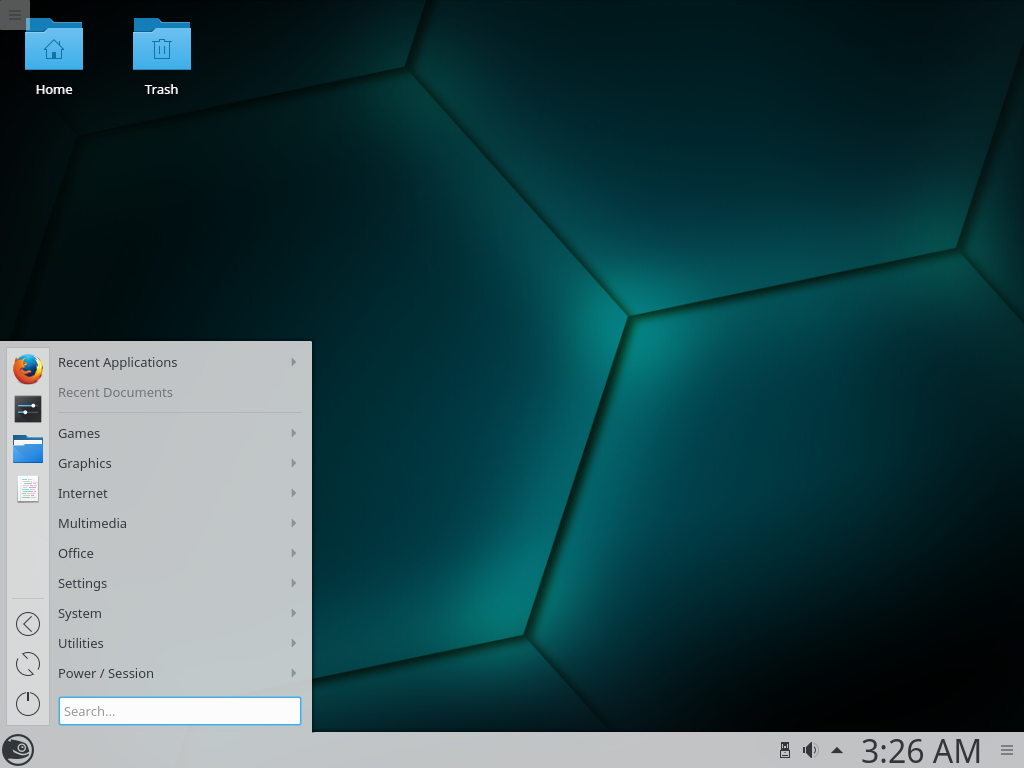 Home
Trash
Recent Applications
Recent Documents
Games
Graphics
Internet
Multimedia
Office
Settings
System
Utilities
Power / Session
Search...
3:26 AM